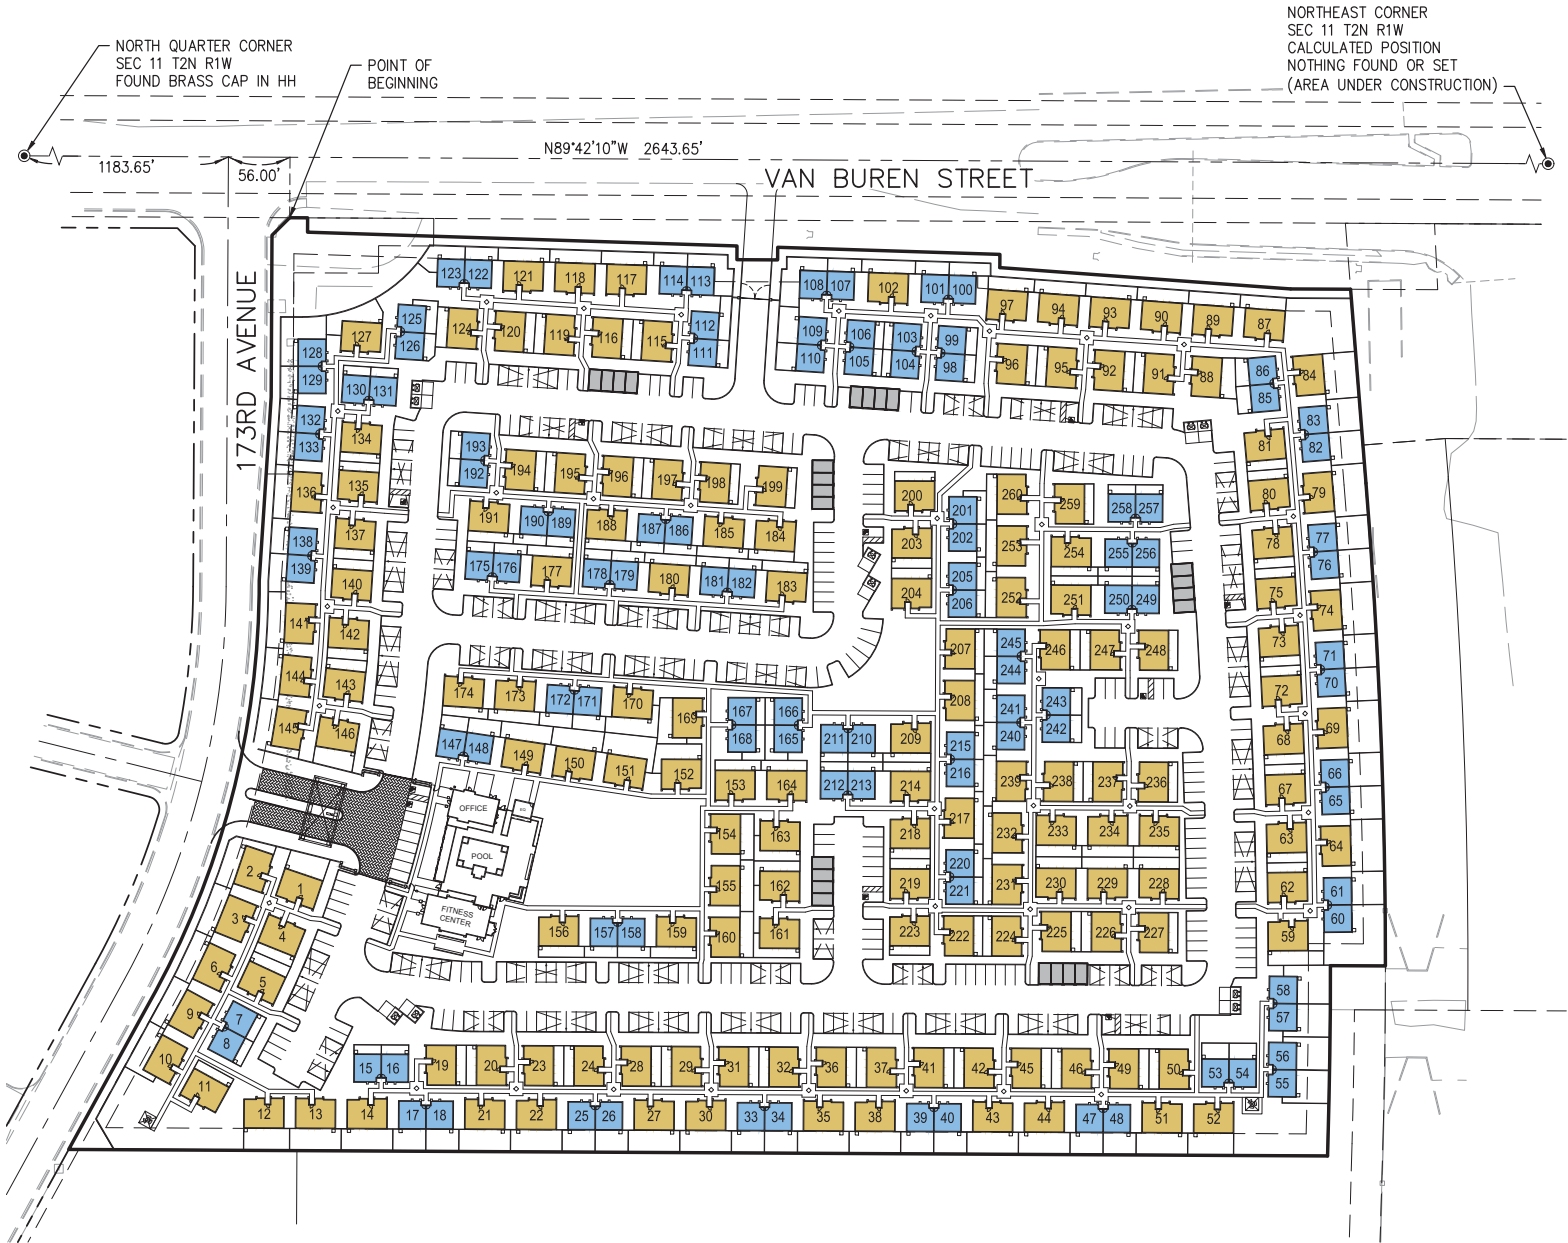 NORTH QUARTER CORNER
SEC 11 T2N R1W
FOUND BRASS CAP IN HH
POINT OF
BEGINNING
NORTHEAST CORNER
SEC 11 T2N R1W
CALCULATED POSITION
NOTHING FOUND OR SET
(AREA UNDER CONSTRUCTION)
1183.65'
56.00'
N89°42'10"W 2643.65'
VAN BUREN STREET
173RD AVENUE
123 122 121 118 117 114 113
108 107 102 101 100 97 94 93 90 89 87
124 120 119 116 115 112 111
109 110 106 105 103 104 99 98 96 95 92 91 88 86 85 84
125 126 127 128 129 130 131
132 133 134 135 136 137 138 139 140
141 142 143 144 145 146
193 192 194 195 196 197 198 199
191 190 189 188 187 186 185 184
175 176 177 178 179 180 181 182 183
200 201 202 203 204 205 206
260 259 258 257 253 254 255 256 252 251 250 249
83 82 81 80 79 78 77 76 75 74 73 72 71 70 69 68 67 66 65 64 63 62 61 60 59
174 173 172 171 170 169 167 168 166 165
147 148 149 150 151 152 153 164
207 208 245 244 246 247 248
241 240 243 242
211 210 209 215 216 212 213 214
239 238 237 236
217 218 232 233 234 235
219 220 221 231 230 229 228
223 222 224 225 226 227
154 163 155 162 160 161
156 157 158 159
OFFICE
EQ
POOL
FITNESS
CENTER
2 1 3 4 6 5 9 7 8 10 11
58 57 56 55
15 16 19 20 23 24 28 29 31 32 36 37 41 42 45 46 49 50 53 54
12 13 14 17 18 21 22 25 26 27 30 33 34 35 38 39 40 43 44 47 48 51 52